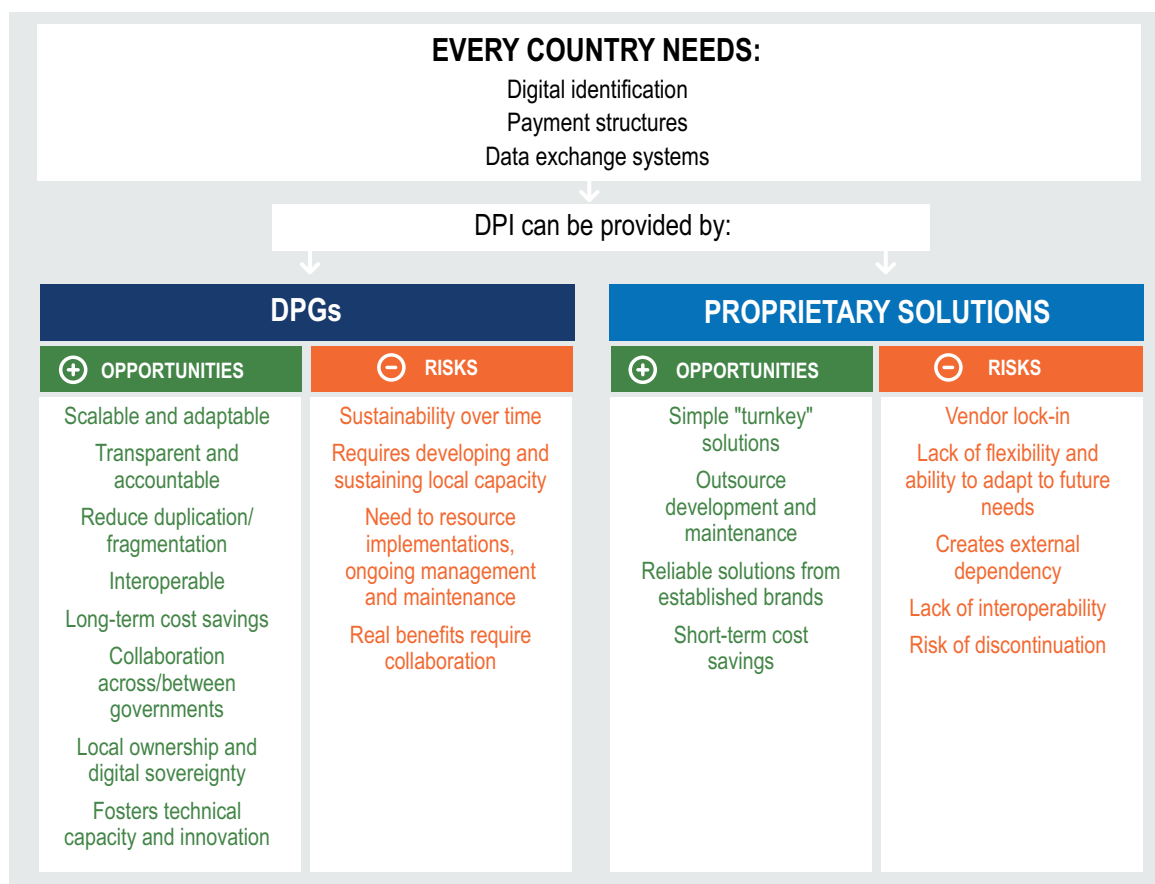 EVERY COUNTRY NEEDS:
Digital identification
Payment structures
Data exchange systems
DPI can be provided by:
DPGs
OPPORTUNITIES
Scalable and adaptable
Transparent and
accountable
Reduce duplication/
fragmentation
Interoperable
Long-term cost savings
Collaboration
across/between
governments
Local ownership and
digital sovereignty
Fosters technical
capacity and innovation
RISKS
Sustainability over time
Requires developing and
sustaining local capacity
Need to resource
implementations,
ongoing management
and maintenance
Real benefits require
collaboration
PROPRIETARY SOLUTIONS
OPPORTUNITIES
Simple "turnkey"
solutions
Outsource
development and
maintenance
Reliable solutions from
established brands
Short-term cost
savings
RISKS
Vendor lock-in
Lack of flexibility and
ability to adapt to future
needs
Creates external
dependency
Lack of interoperability
Risk of discontinuation